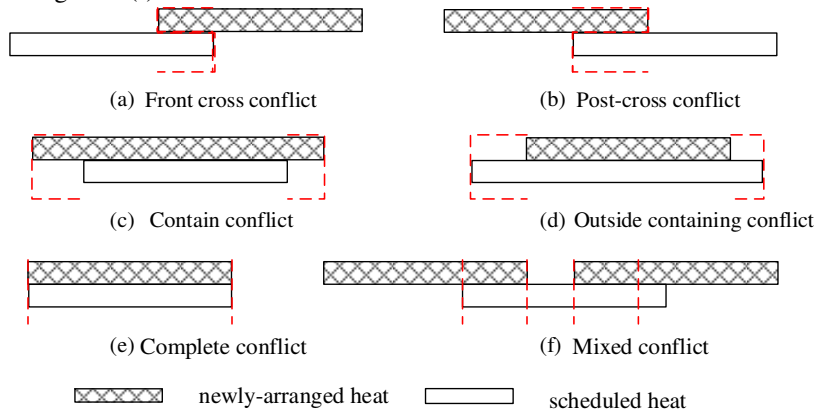 (a) Front cross conflict
(b) Post-cross conflict
(c) Contain conflict
(d) Outside containing conflict
(e) Complete conflict
(f) Mixed conflict
newly-arranged heat
scheduled heat